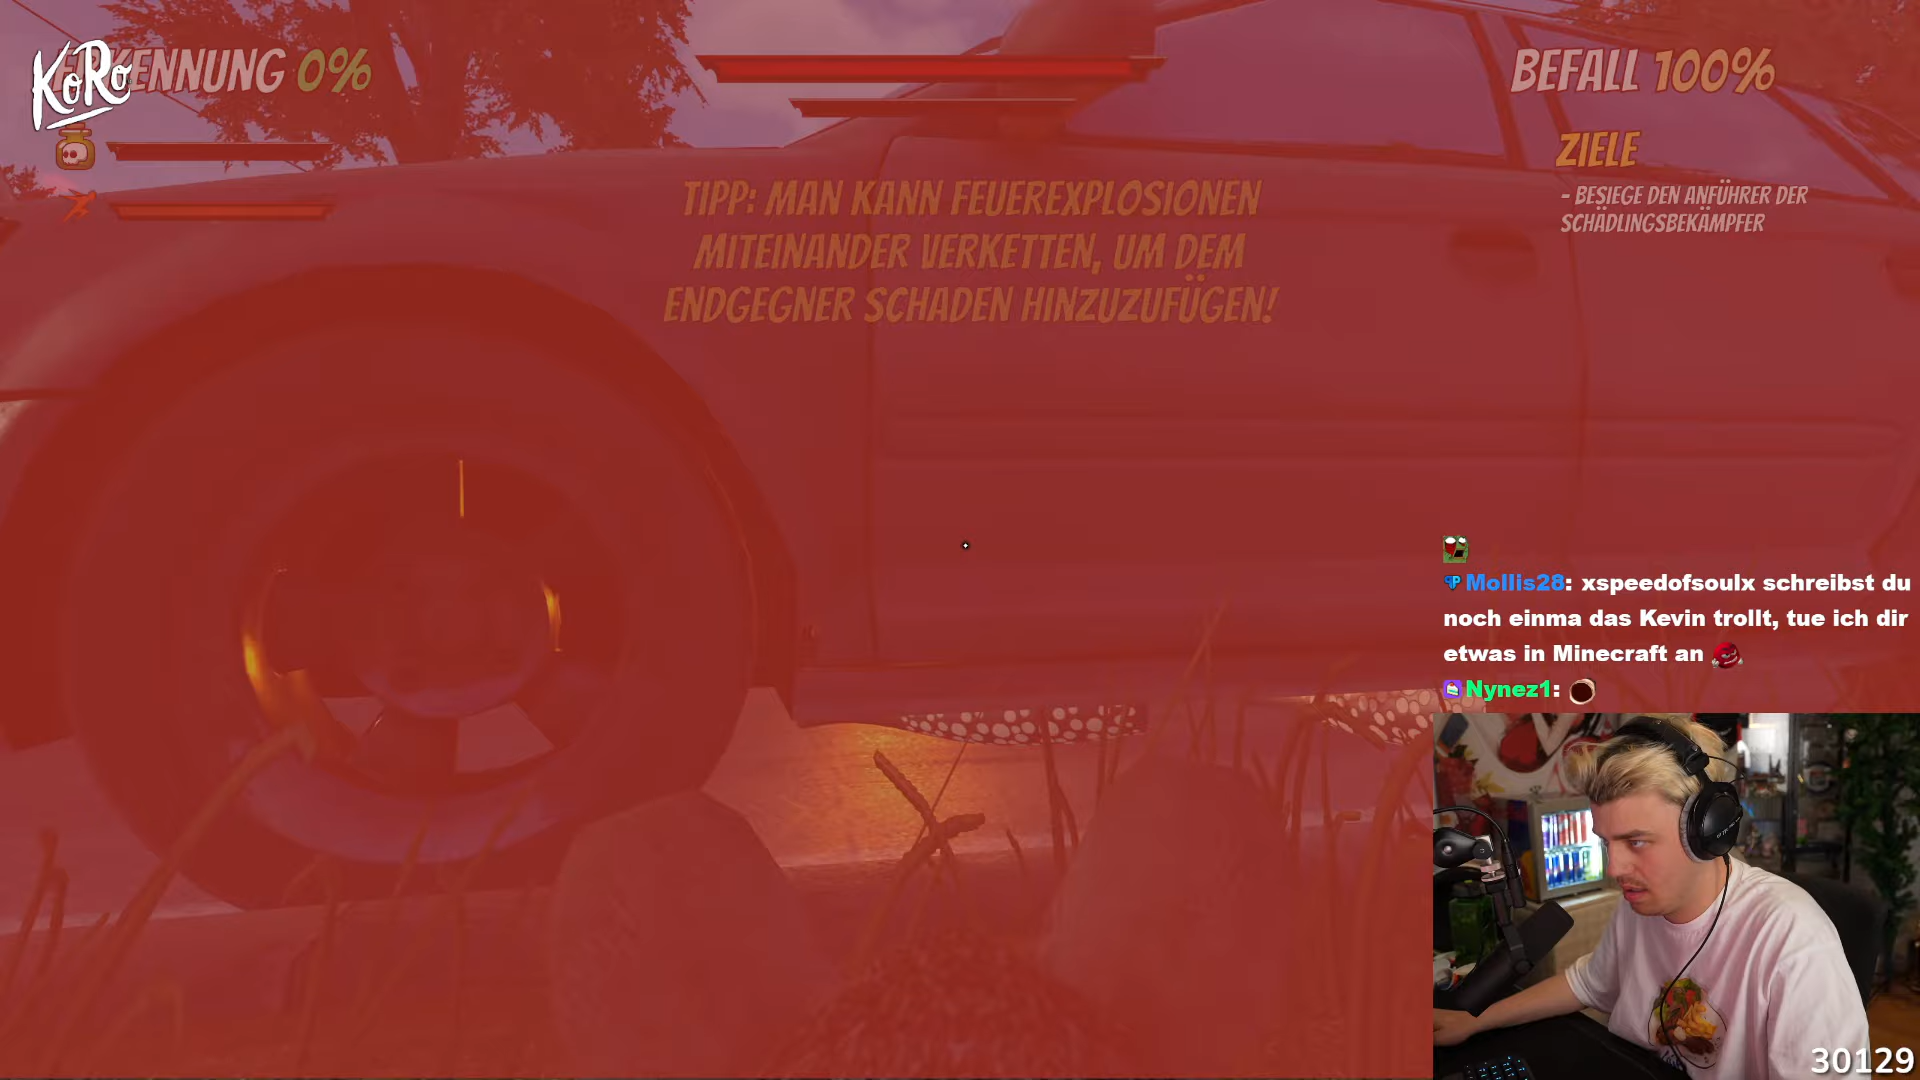 KoRo
KENNUNG 0%
BEFALL 100%
ZIELE
- BESIEGE DEN ANFÜHRER DER
SCHÄDLINGSBEKÄMPFER
TIPP: MAN KANN FEUEREXPLOSIONEN
MITEINANDER VERKETTEN, UM DEM
ENDGEGNER SCHADEN HINZUZUFÜGEN!
Mollis28: xspeedofsoulx schreibst du
noch einma das Kevin trollt, tue ich dir
etwas in Minecraft an
Nynez1:
30129